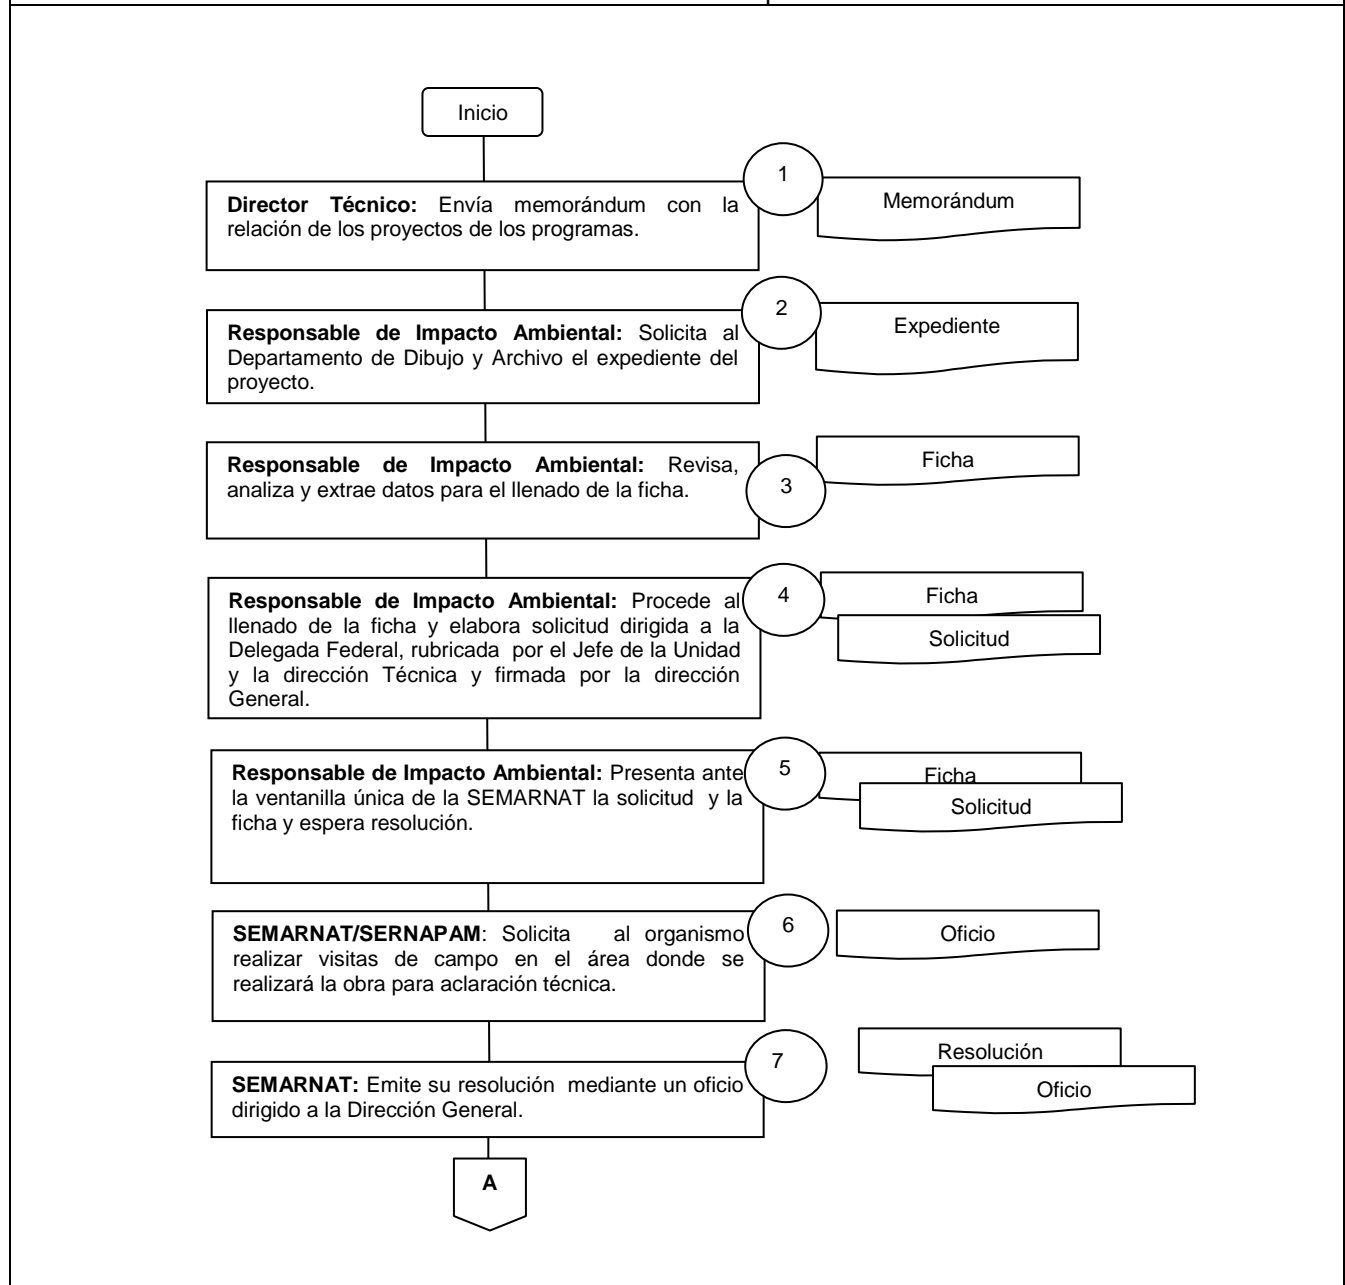 Inicio
1
Memorándum
Director Técnico: Envía memorándum con la
relación de los proyectos de los programas.
2
Expediente
Responsable de Impacto Ambiental: Solicita al
Departamento de Dibujo y Archivo el expediente del
proyecto.
Ficha
Responsable de Impacto Ambiental: Revisa,
analiza y extrae datos para el llenado de la ficha.
3
4
Ficha
Solicitud
Responsable de Impacto Ambiental: Procede al
llenado de la ficha y elabora solicitud dirigida a la
Delegada Federal, rubricada por el Jefe de la Unidad
y la dirección Técnica y firmada por la dirección
General.
5
Ficha
Solicitud
Responsable de Impacto Ambiental: Presenta ante
la ventanilla única de la SEMARNAT la solicitud y la
ficha y espera resolución.
6
Oficio
SEMARNAT/SERNAPAM: Solicita al organismo
realizar visitas de campo en el área donde se
realizará la obra para aclaración técnica.
7
Resolución
Oficio
SEMARNAT: Emite su resolución mediante un oficio
dirigido a la Dirección General.
A